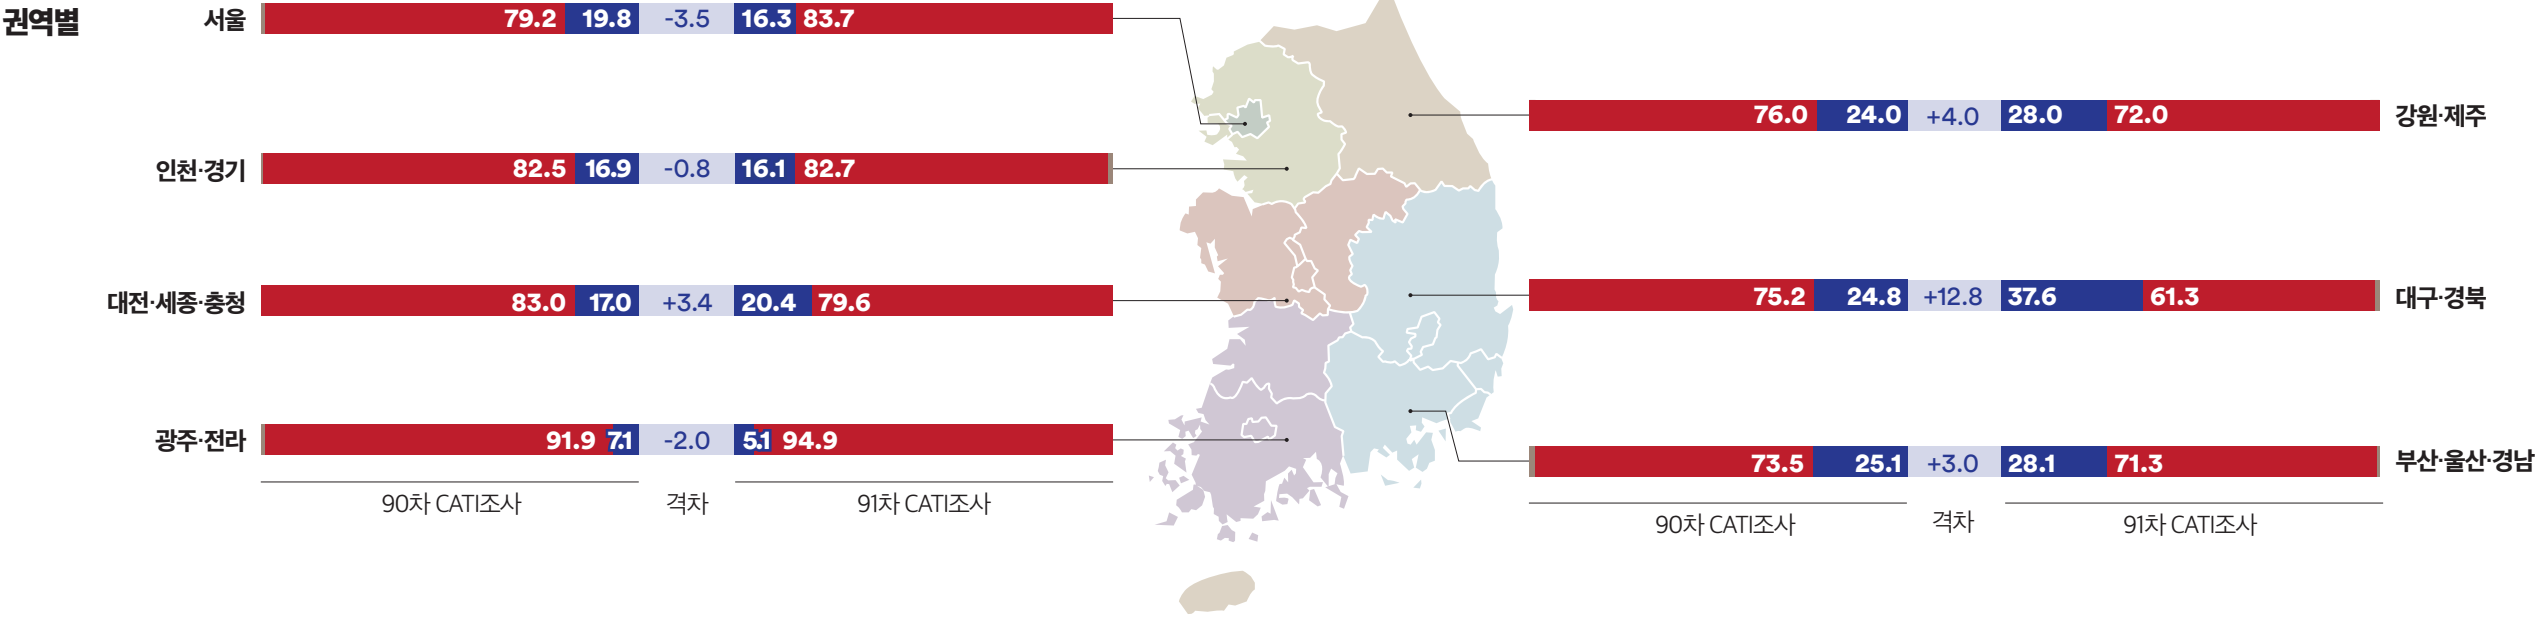 권역별
서울 79.2 19.8 -3.5 16.3 83.7
인천·경기 82.5 16.9 -0.8 16.1 82.7
대전·세종·충청 83.0 17.0 +3.4 20.4 79.6
광주·전라 91.9 7.1 -2.0 5.1 94.9
90차 CATI조사 격차 91차 CATI조사
76.0 24.0 +4.0 28.0 72.0 강원·제주
75.2 24.8 +12.8 37.6 61.3 대구·경북
73.5 25.1 +3.0 28.1 71.3 부산·울산·경남
90차 CATI조사 격차 91차 CATI조사